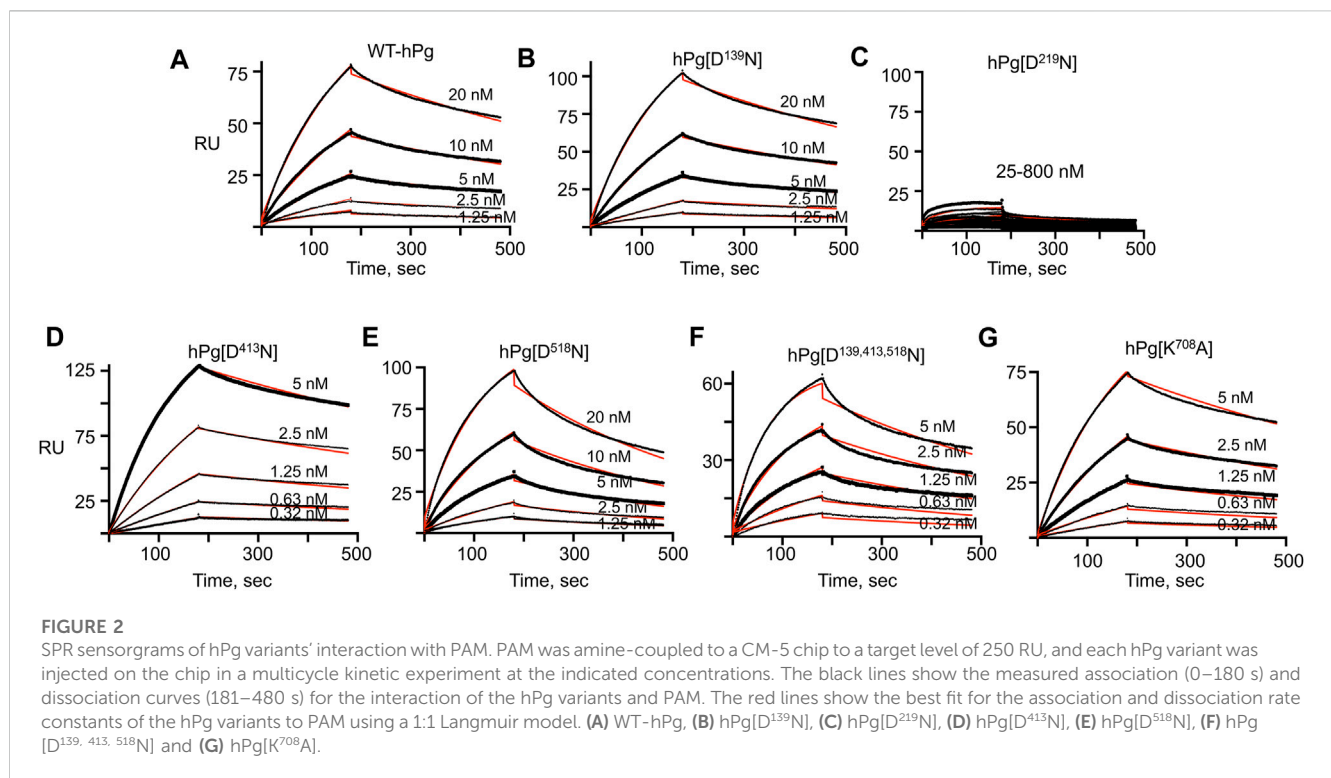 A
WT-hPg
75
50
25
RU
20 nM
10 nM
5 nM
2.5 nM
1.25 nM
100
300
500
Time, sec
B
hPg[D¹³⁹N]
100
75
50
25
20 nM
10 nM
5 nM
2.5 nM
1.25 nM
100
300
500
Time, sec
C
hPg[D²¹⁹N]
100
75
50
25
25-800 nM
100
300
500
Time, sec
D
hPg[D⁴¹³N]
125
75
25
RU
5 nM
2.5 nM
1.25 nM
0.63 nM
0.32 nM
100
300
500
Time, sec
E
hPg[D⁵¹⁸N]
100
75
50
25
20 nM
10 nM
5 nM
2.5 nM
1.25 nM
100
300
500
Time, sec
F
hPg[D¹³⁹,⁴¹³,⁵¹⁸N]
60
30
5 nM
2.5 nM
1.25 nM
0.63 nM
0.32 nM
100
300
500
Time, sec
G
hPg[K⁷⁰⁸A]
75
50
25
5 nM
2.5 nM
1.25 nM
0.63 nM
0.32 nM
100
300
500
Time, sec
FIGURE 2
SPR sensorgrams of hPg variants' interaction with PAM. PAM was amine-coupled to a CM-5 chip to a target level of 250 RU, and each hPg variant was
injected on the chip in a multicycle kinetic experiment at the indicated concentrations. The black lines show the measured association (0–180 s) and
dissociation curves (181–480 s) for the interaction of the hPg variants and PAM. The red lines show the best fit for the association and dissociation rate
constants of the hPg variants to PAM using a 1:1 Langmuir model. (A) WT-hPg, (B) hPg[D¹³⁹N], (C) hPg[D²¹⁹N], (D) hPg[D⁴¹³N], (E) hPg[D⁵¹⁸N], (F) hPg
[D¹³⁹, ⁴¹³, ⁵¹⁸N] and (G) hPg[K⁷⁰⁸A].